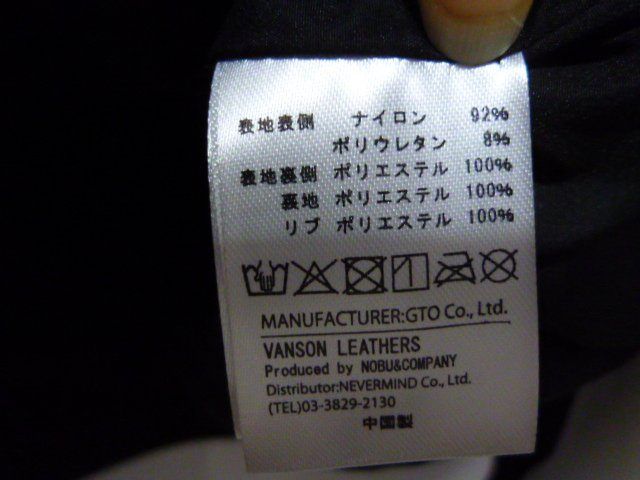 表地表側 ナイロン 92%
ポリウレタン 8%
表地裏側 ポリエステル 100%
裏地 ポリエステル 100%
リブ ポリエステル 100%
MANUFACTURER:GTO Co., Ltd.
VANSON LEATHERS
Produced by NOBU&COMPANY
Distributor:NEVERMIND Co., Ltd.
(TEL)03-3829-2130
中国製